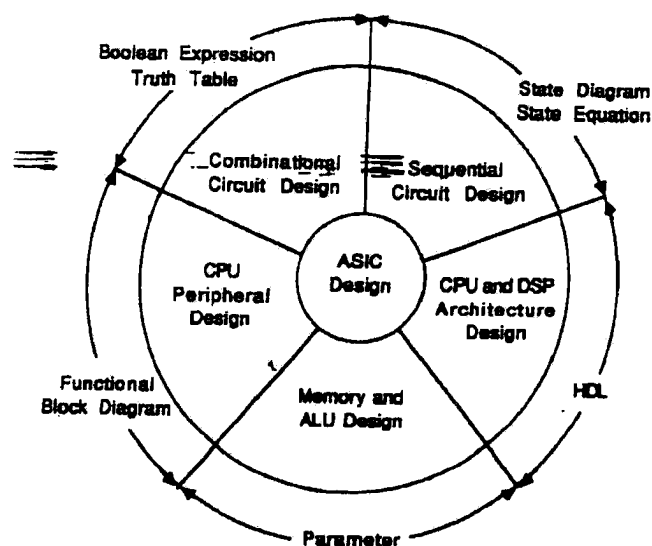 Boolean Expression
Truth Table
State Diagram
State Equation
Combinational
Circuit Design
Sequential
Circuit Design
CPU
Peripheral
Design
ASIC
Design
CPU and DSP
Architecture
Design
Functional
Block Diagram
Memory and
ALU Design
HDL
Parameter